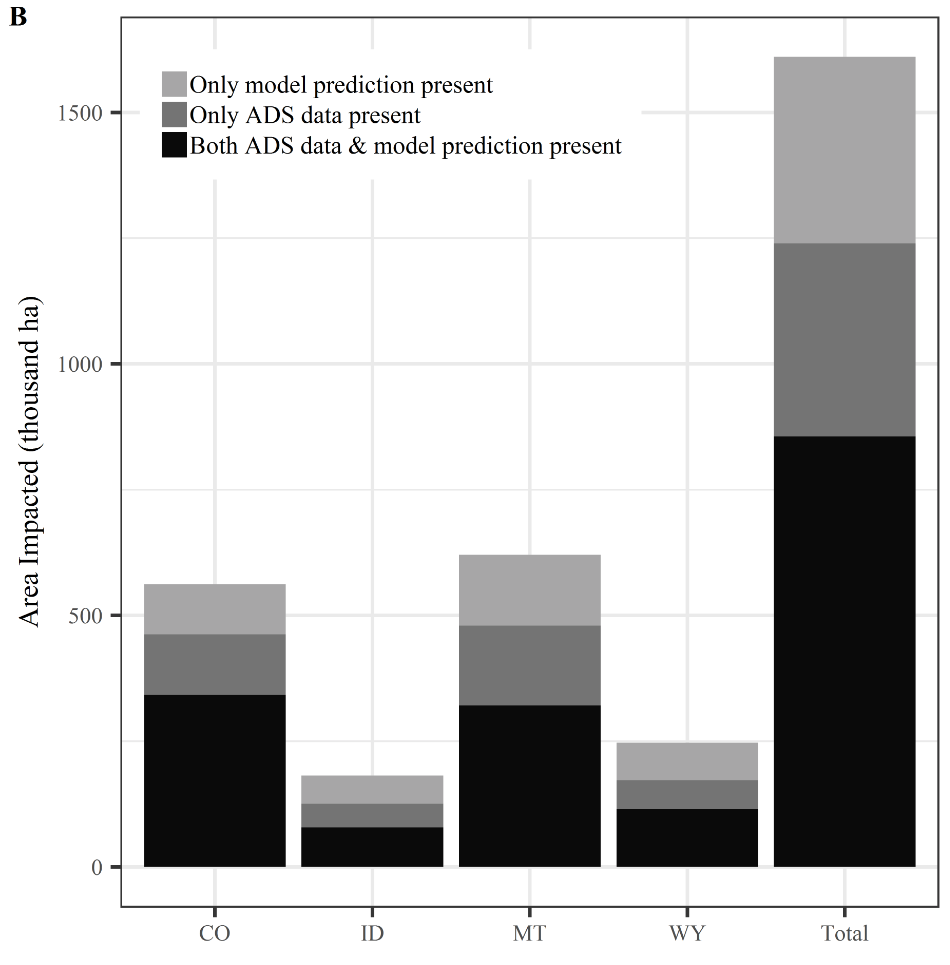 B
Only model prediction present
Only ADS data present
Both ADS data & model prediction present
1500
1000
500
0
Area Impacted (thousand ha)
CO
ID
MT
WY
Total